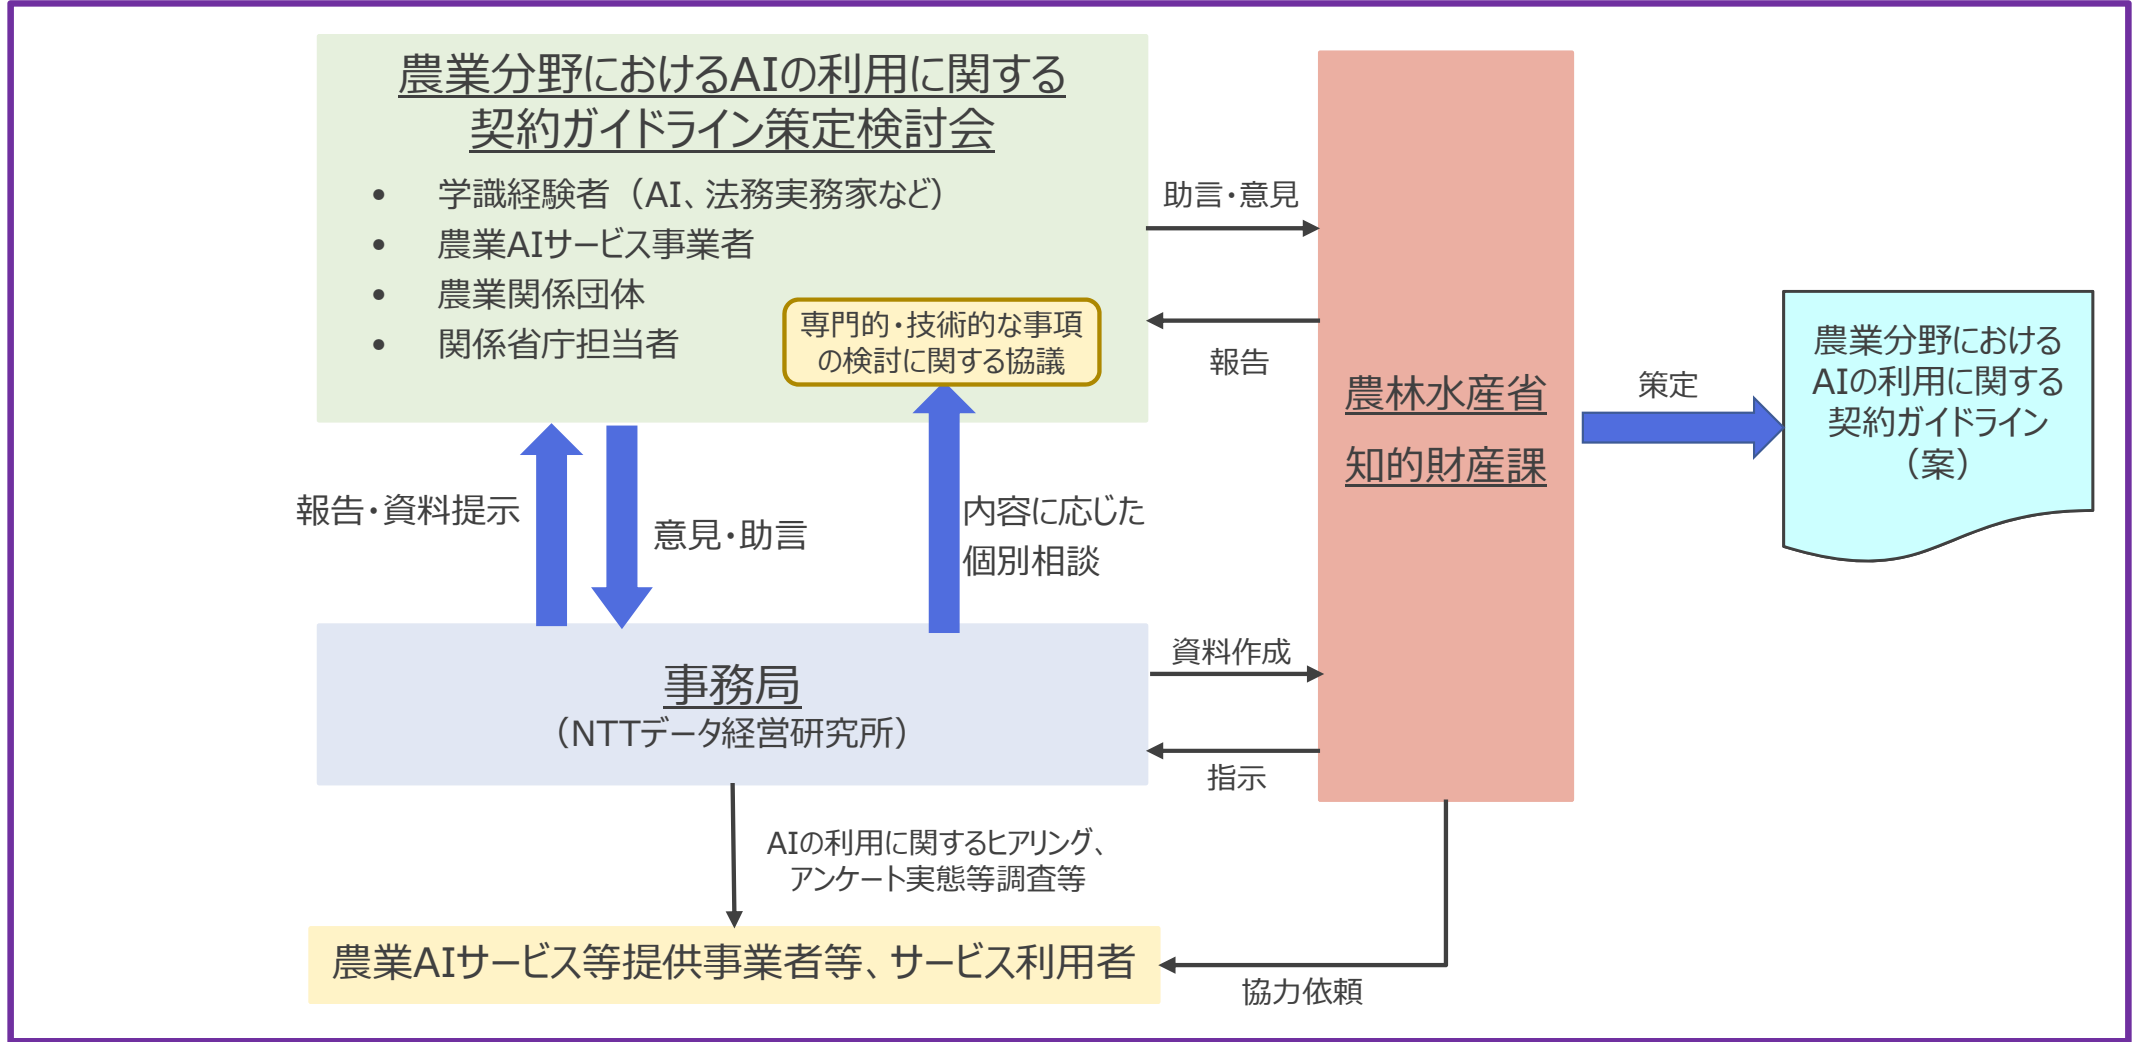 農業分野におけるAIの利用に関する
契約ガイドライン策定検討会
• 学識経験者（AI、法務実務家など）
• 農業AIサービス事業者
• 農業関係団体
• 関係省庁担当者
専門的・技術的な事項
の検討に関する協議
助言・意見
報告
農林水産省
知的財産課
策定
農業分野における
AIの利用に関する
契約ガイドライン
（案）
報告・資料提示
意見・助言
内容に応じた
個別相談
事務局
（NTTデータ経営研究所）
資料作成
指示
AIの利用に関するヒアリング、
アンケート実態等調査等
農業AIサービス等提供事業者等、サービス利用者
協力依頼